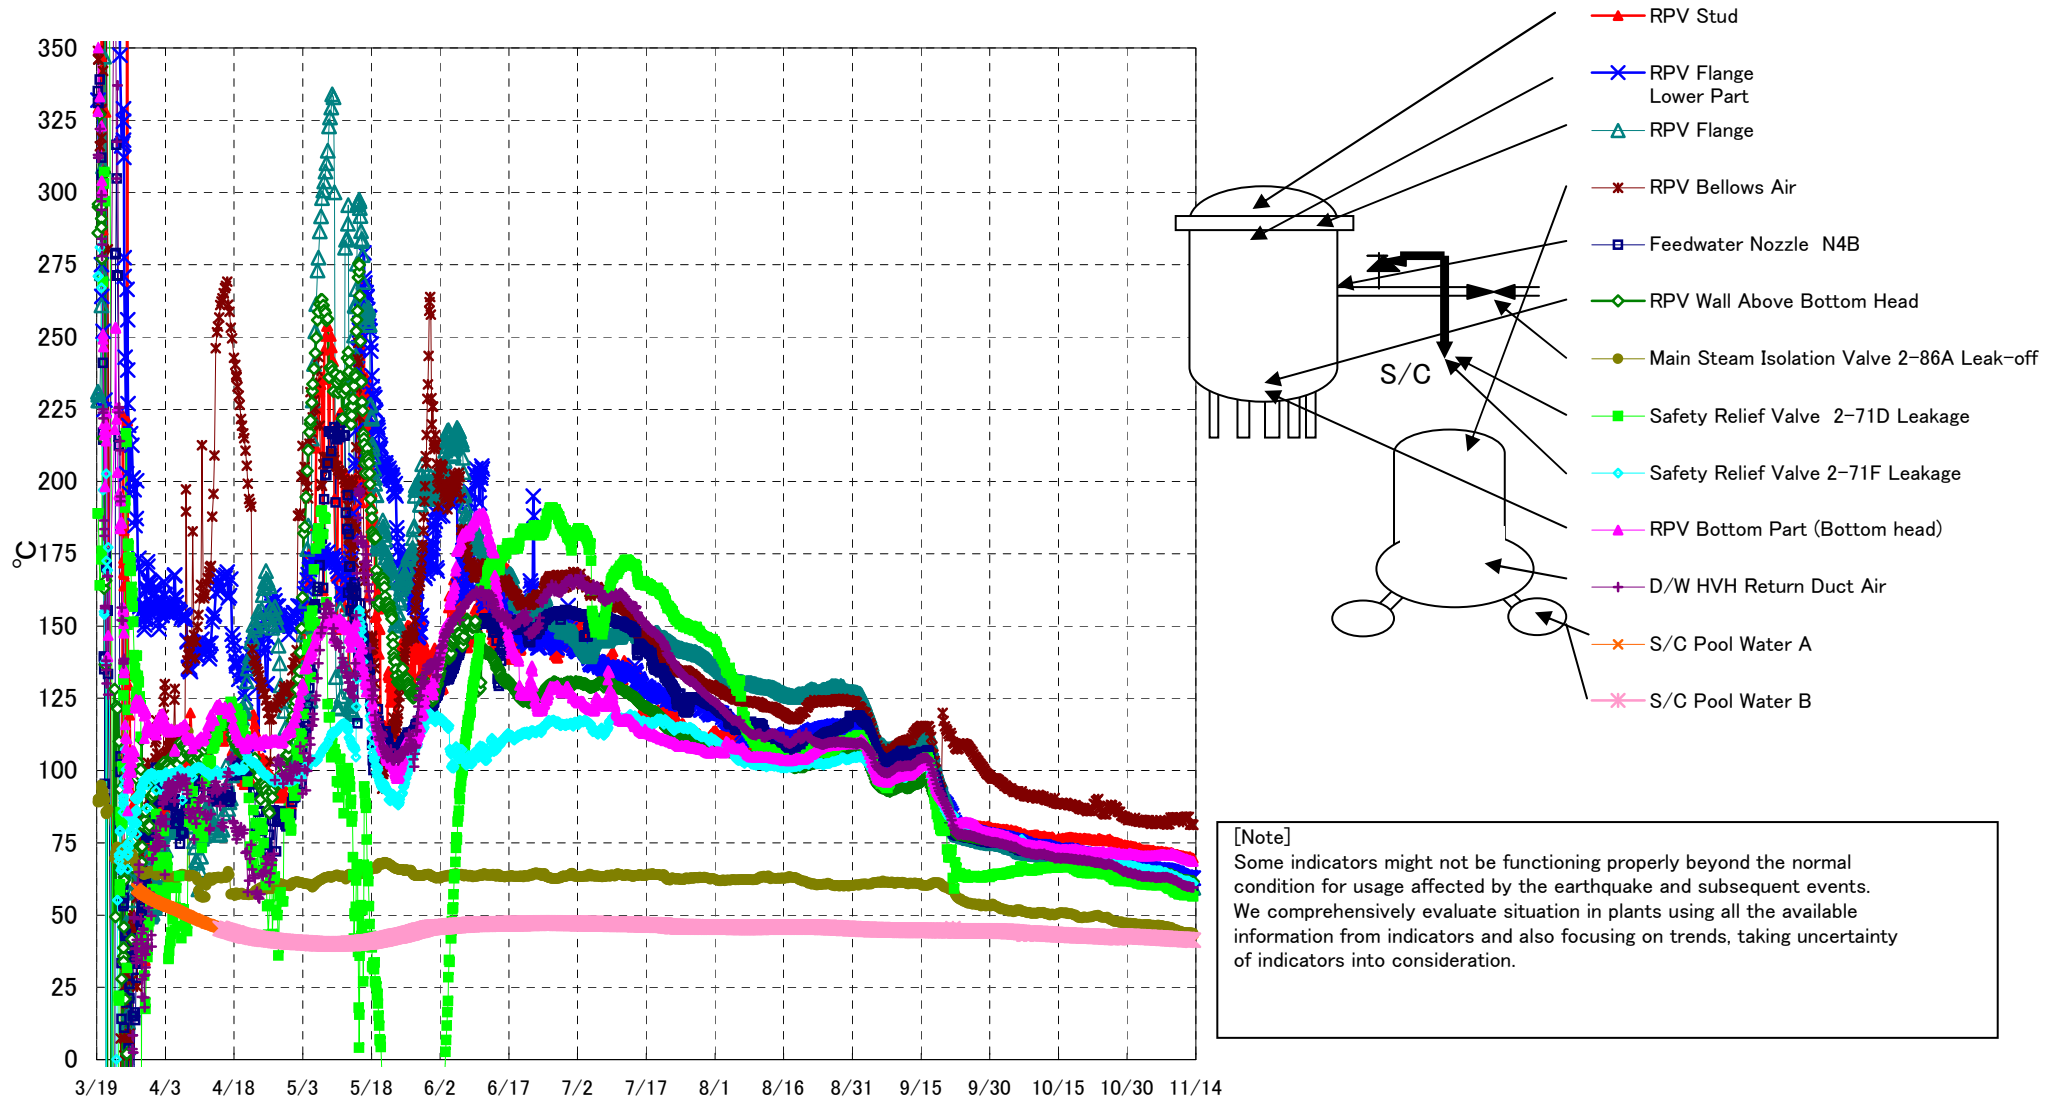 350
325
300
275
250
225
200
175
150
125
100
75
50
25
0
℃
3/19 4/3 4/18 5/3 5/18 6/2 6/17 7/2 7/17 8/1 8/16 8/31 9/15 9/30 10/15 10/30 11/14
S/C
RPV Stud
RPV Flange
Lower Part
RPV Flange
RPV Bellows Air
Feedwater Nozzle N4B
RPV Wall Above Bottom Head
Main Steam Isolation Valve 2-86A Leak-off
Safety Relief Valve 2-71D Leakage
Safety Relief Valve 2-71F Leakage
RPV Bottom Part (Bottom head)
D/W HVH Return Duct Air
S/C Pool Water A
S/C Pool Water B
[Note]
Some indicators might not be functioning properly beyond the normal
condition for usage affected by the earthquake and subsequent events.
We comprehensively evaluate situation in plants using all the available
information from indicators and also focusing on trends, taking uncertainty
of indicators into consideration.